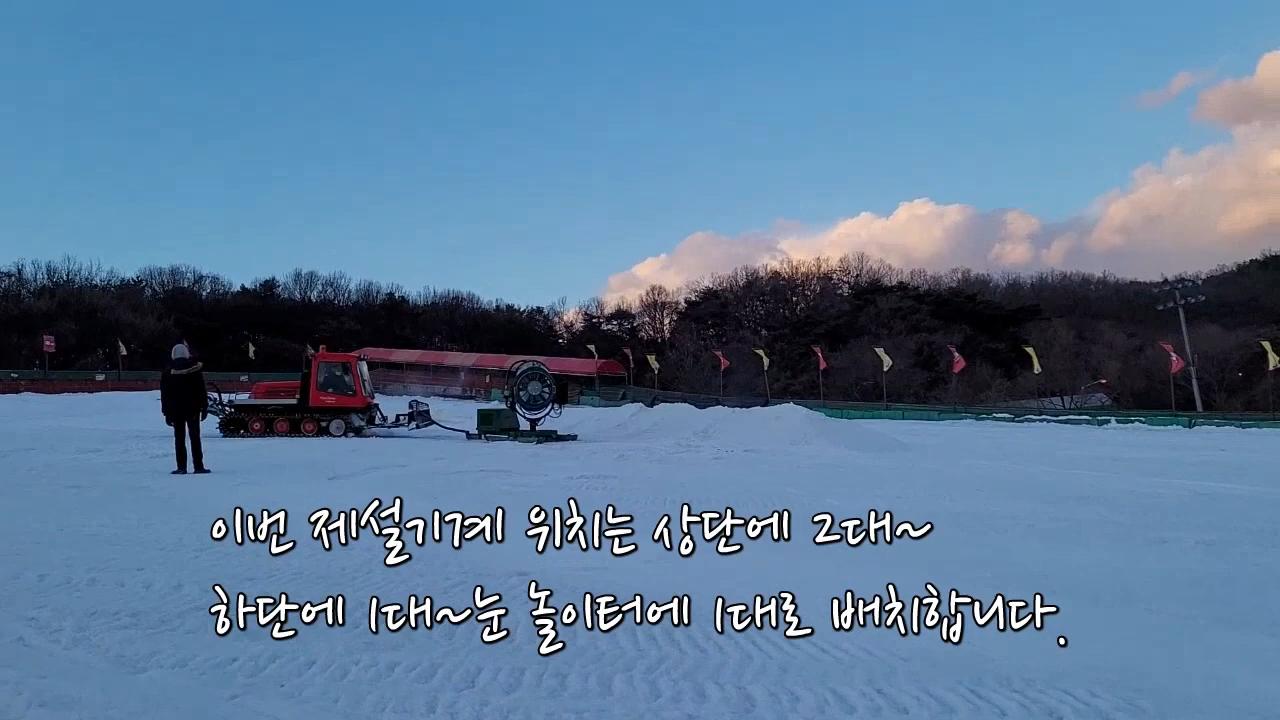 이번 제설기계 위치는 상단에 2대~
하단에 1대~눈 놀이터에 1대로 배치합니다.